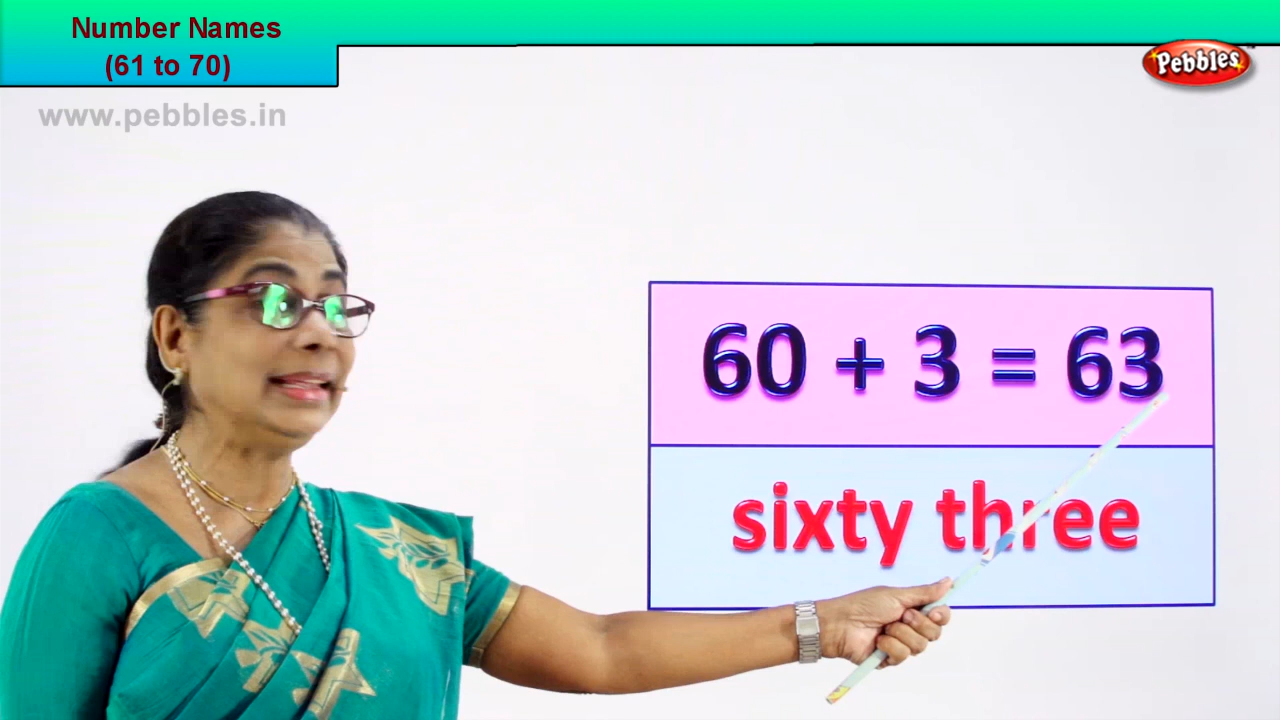 Number Names
(61 to 70)
Pebbles
www.pebbles.in
60 + 3 = 63
sixty three